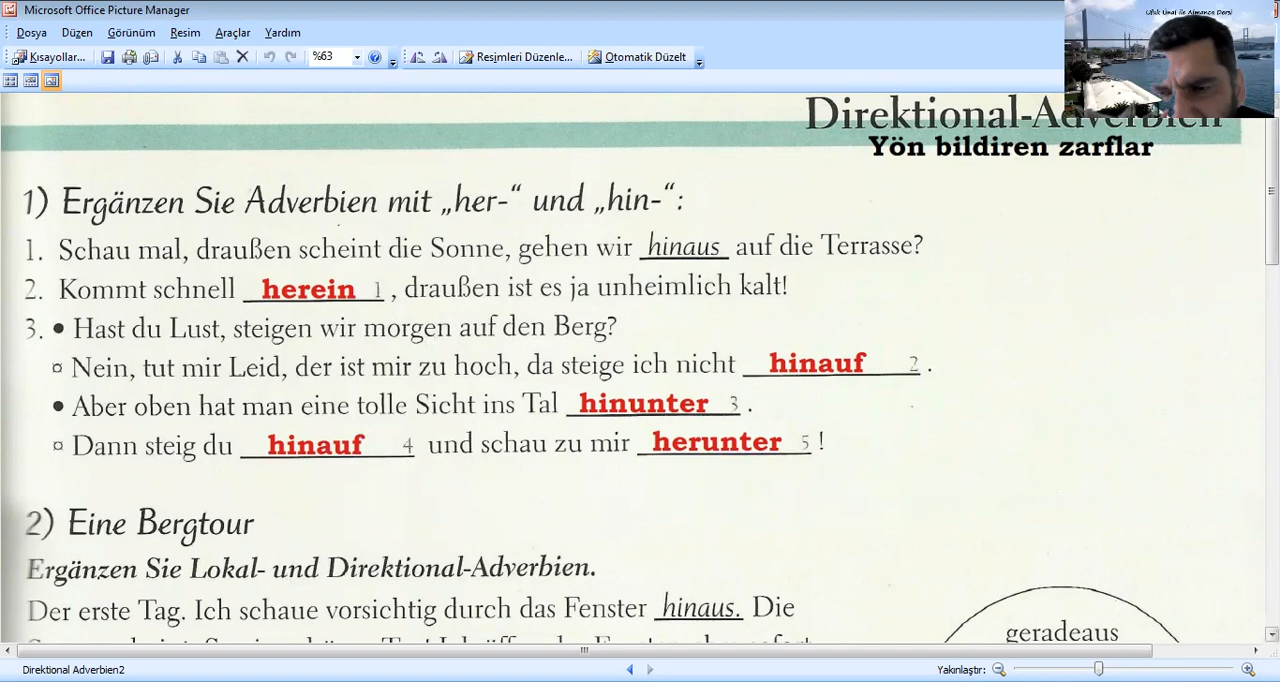 Microsoft Office Picture Manager
Ufuk Ünal ile Almanca Dersi
Dosya Düzen Görünüm Resim Araçlar Yardım
Kısayollar... %63 Resimleri Düzenle... Otomatik Düzelt
Direktional-Adverbien
Yön bildiren zarflar
1) Ergänzen Sie Adverbien mit „her-“ und „hin-“:
1. Schau mal, draußen scheint die Sonne, gehen wir hinaus auf die Terrasse?
2. Kommt schnell herein 1 , draußen ist es ja unheimlich kalt!
3. • Hast du Lust, steigen wir morgen auf den Berg?
¤ Nein, tut mir Leid, der ist mir zu hoch, da steige ich nicht hinauf 2 .
• Aber oben hat man eine tolle Sicht ins Tal hinunter 3 .
¤ Dann steig du hinauf 4 und schau zu mir herunter 5 !
2) Eine Bergtour
Ergänzen Sie Lokal- und Direktional-Adverbien.
Der erste Tag. Ich schaue vorsichtig durch das Fenster hinaus. Die
geradeaus
Direktional Adverbien2
Yakınlaştır: